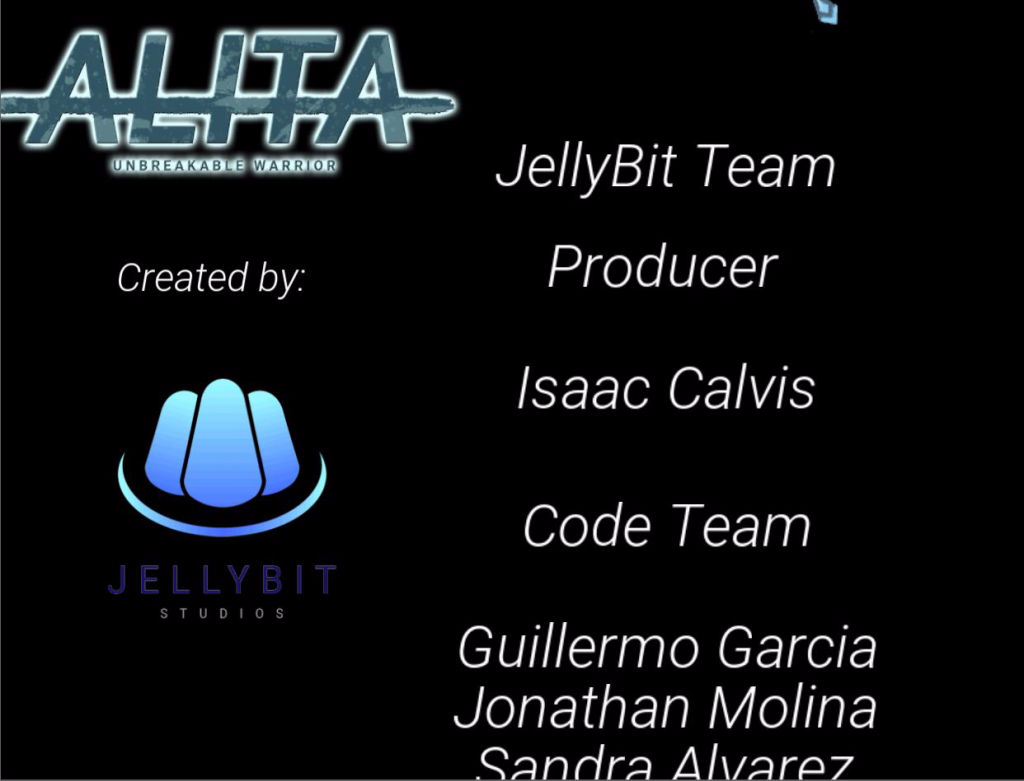 ALITA
UNBREAKABLE WARRIOR
Created by:
JELLYBIT
STUDIOS
JellyBit Team
Producer
Isaac Calvis
Code Team
Guillermo Garcia
Jonathan Molina
Sandra Alvarez